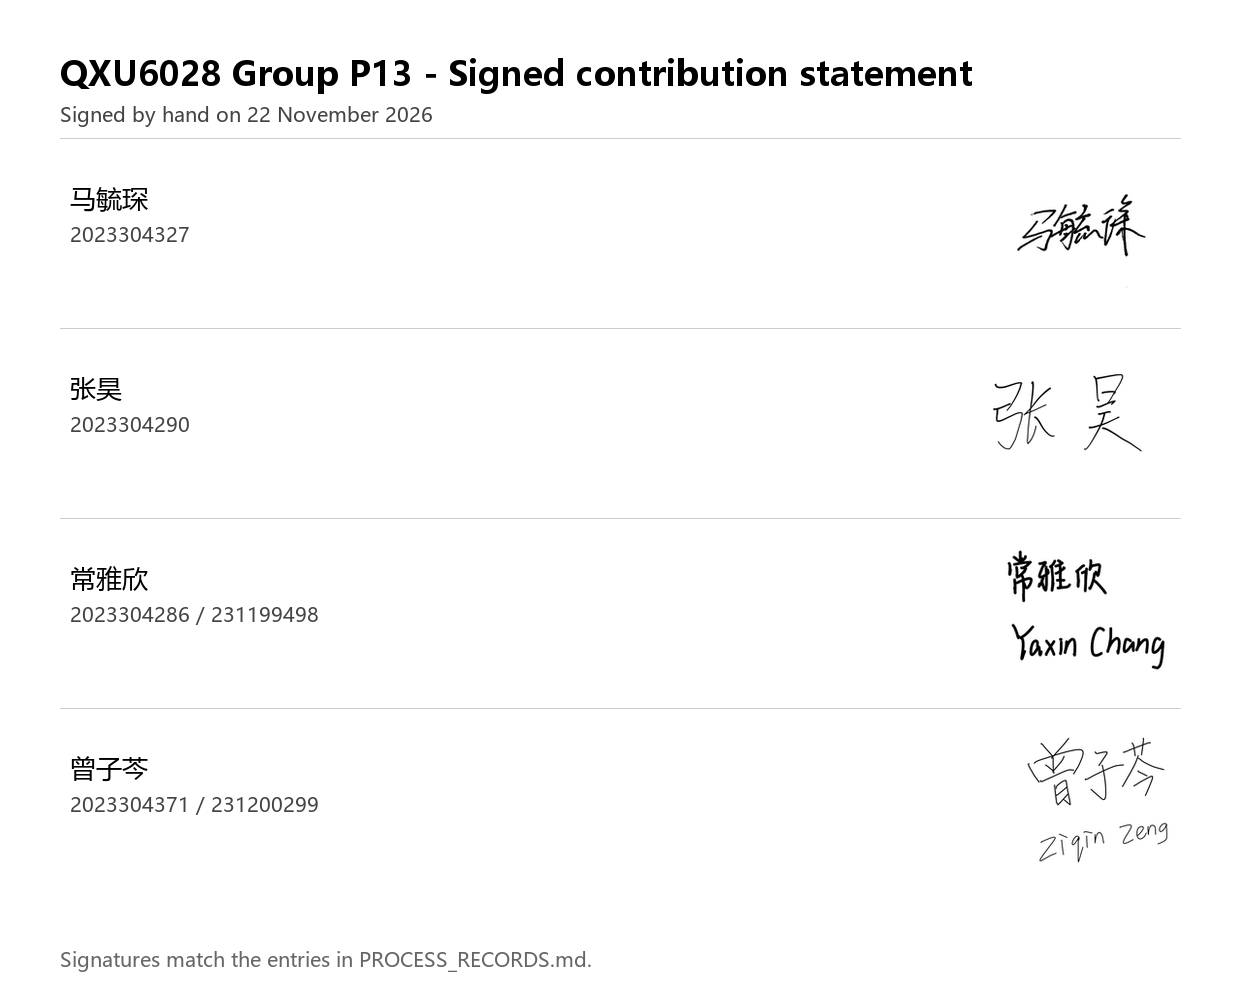 QXU6028 Group P13 - Signed contribution statement
Signed by hand on 22 November 2026
马毓琛
2023304327
马毓琛
张昊
2023304290
张昊
常雅欣
2023304286 / 231199498
常雅欣
Yaxin Chang
曾子芩
2023304371 / 231200299
曾子芩
Ziqin Zeng
Signatures match the entries in PROCESS_RECORDS.md.